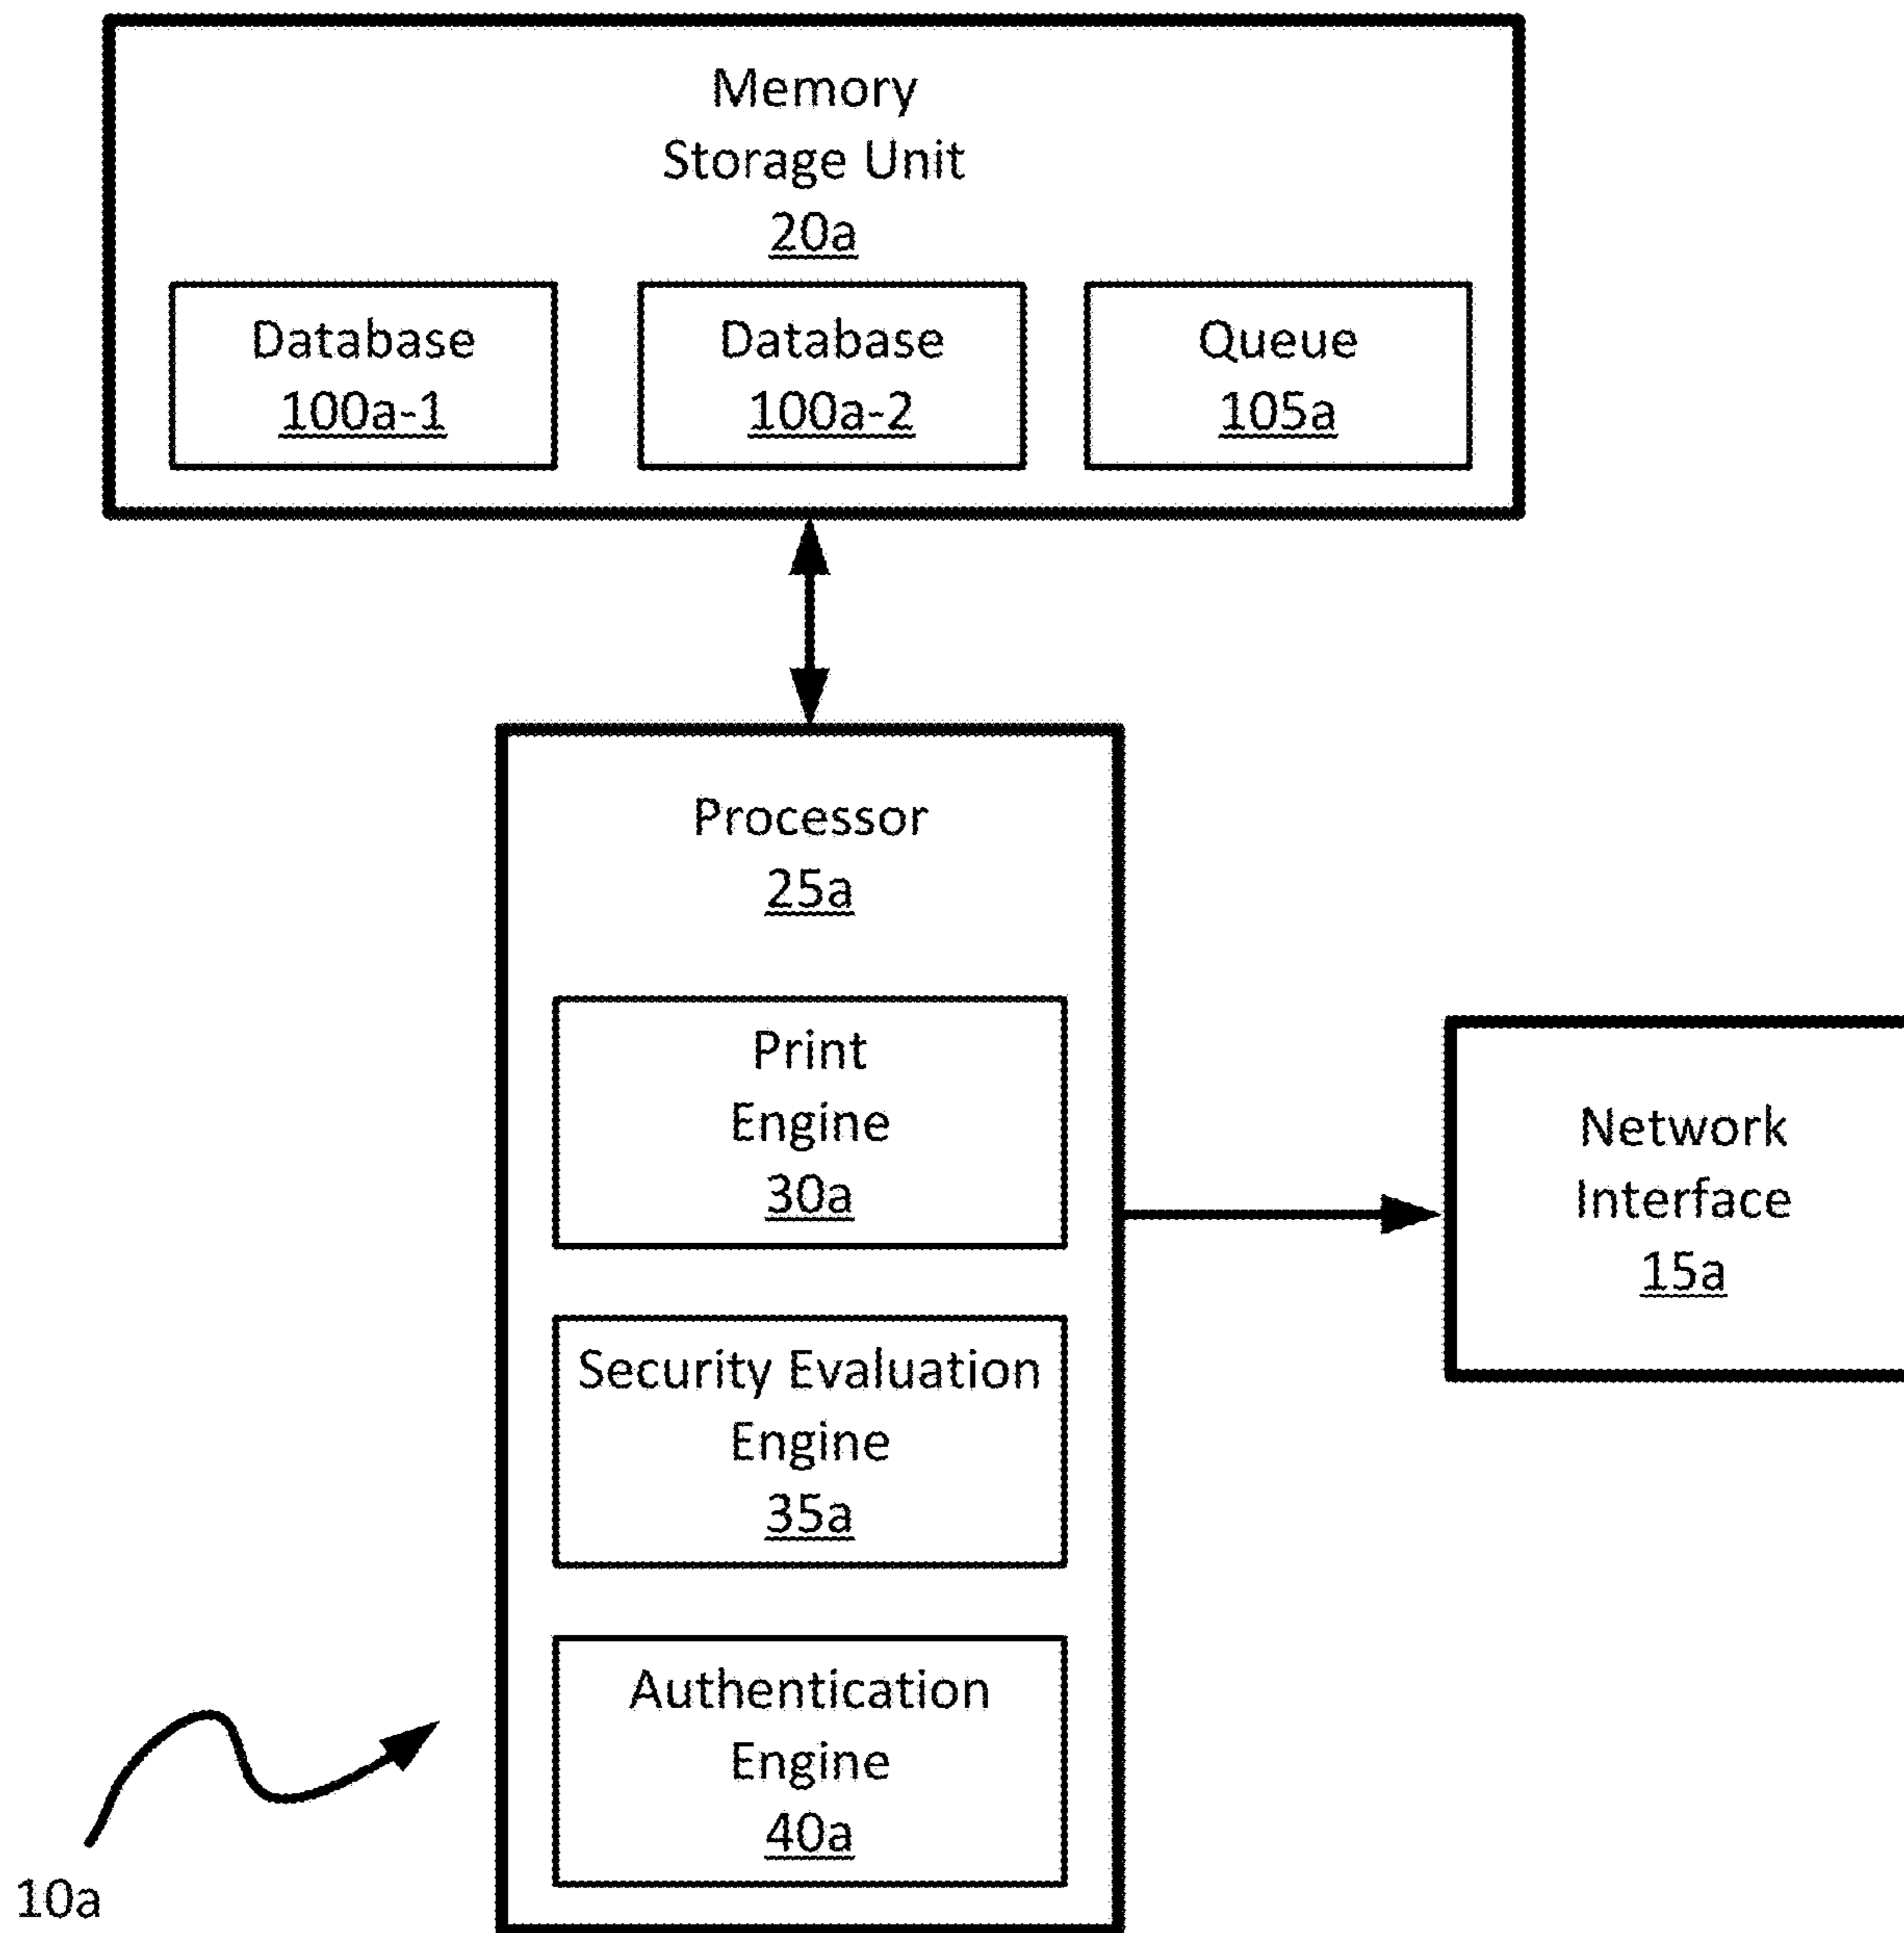 Memory
Storage Unit
20a
Database
100a-1
Database
100a-2
Queue
105a
Processor
25a
Print
Engine
30a
Network
Interface
15a
Security Evaluation
Engine
35a
Authentication
Engine
40a
10a